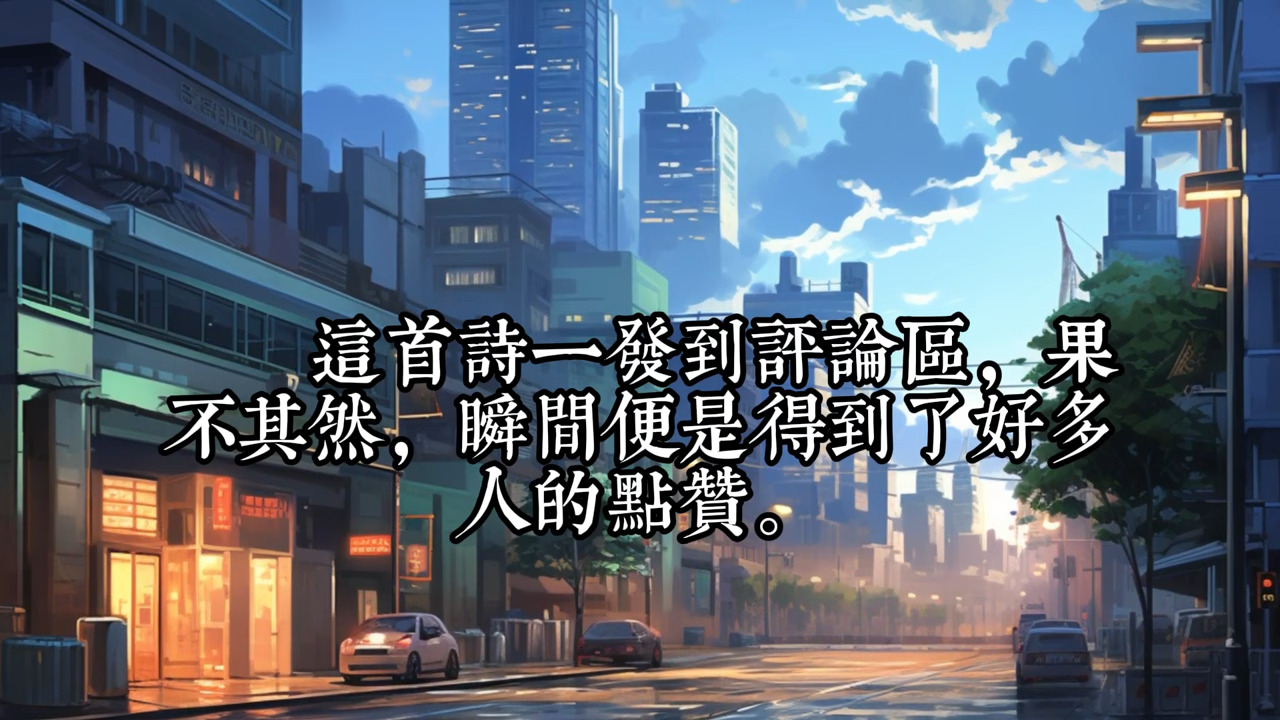 這首詩一發到評論區，果
不其然，瞬間便是得到了好多
人的點贊。